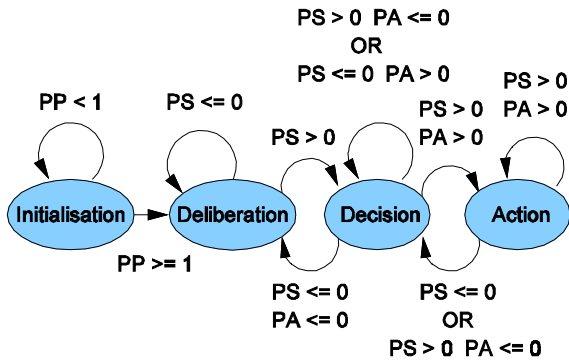 PS > 0 PA <= 0
OR
PS <= 0 PA > 0
PP < 1
PS <= 0
PS > 0
PS > 0
PA > 0
PS > 0
PA > 0
Initialisation
Deliberation
Decision
Action
PP >= 1
PS <= 0
PA <= 0
PS <= 0
OR
PS > 0 PA <= 0